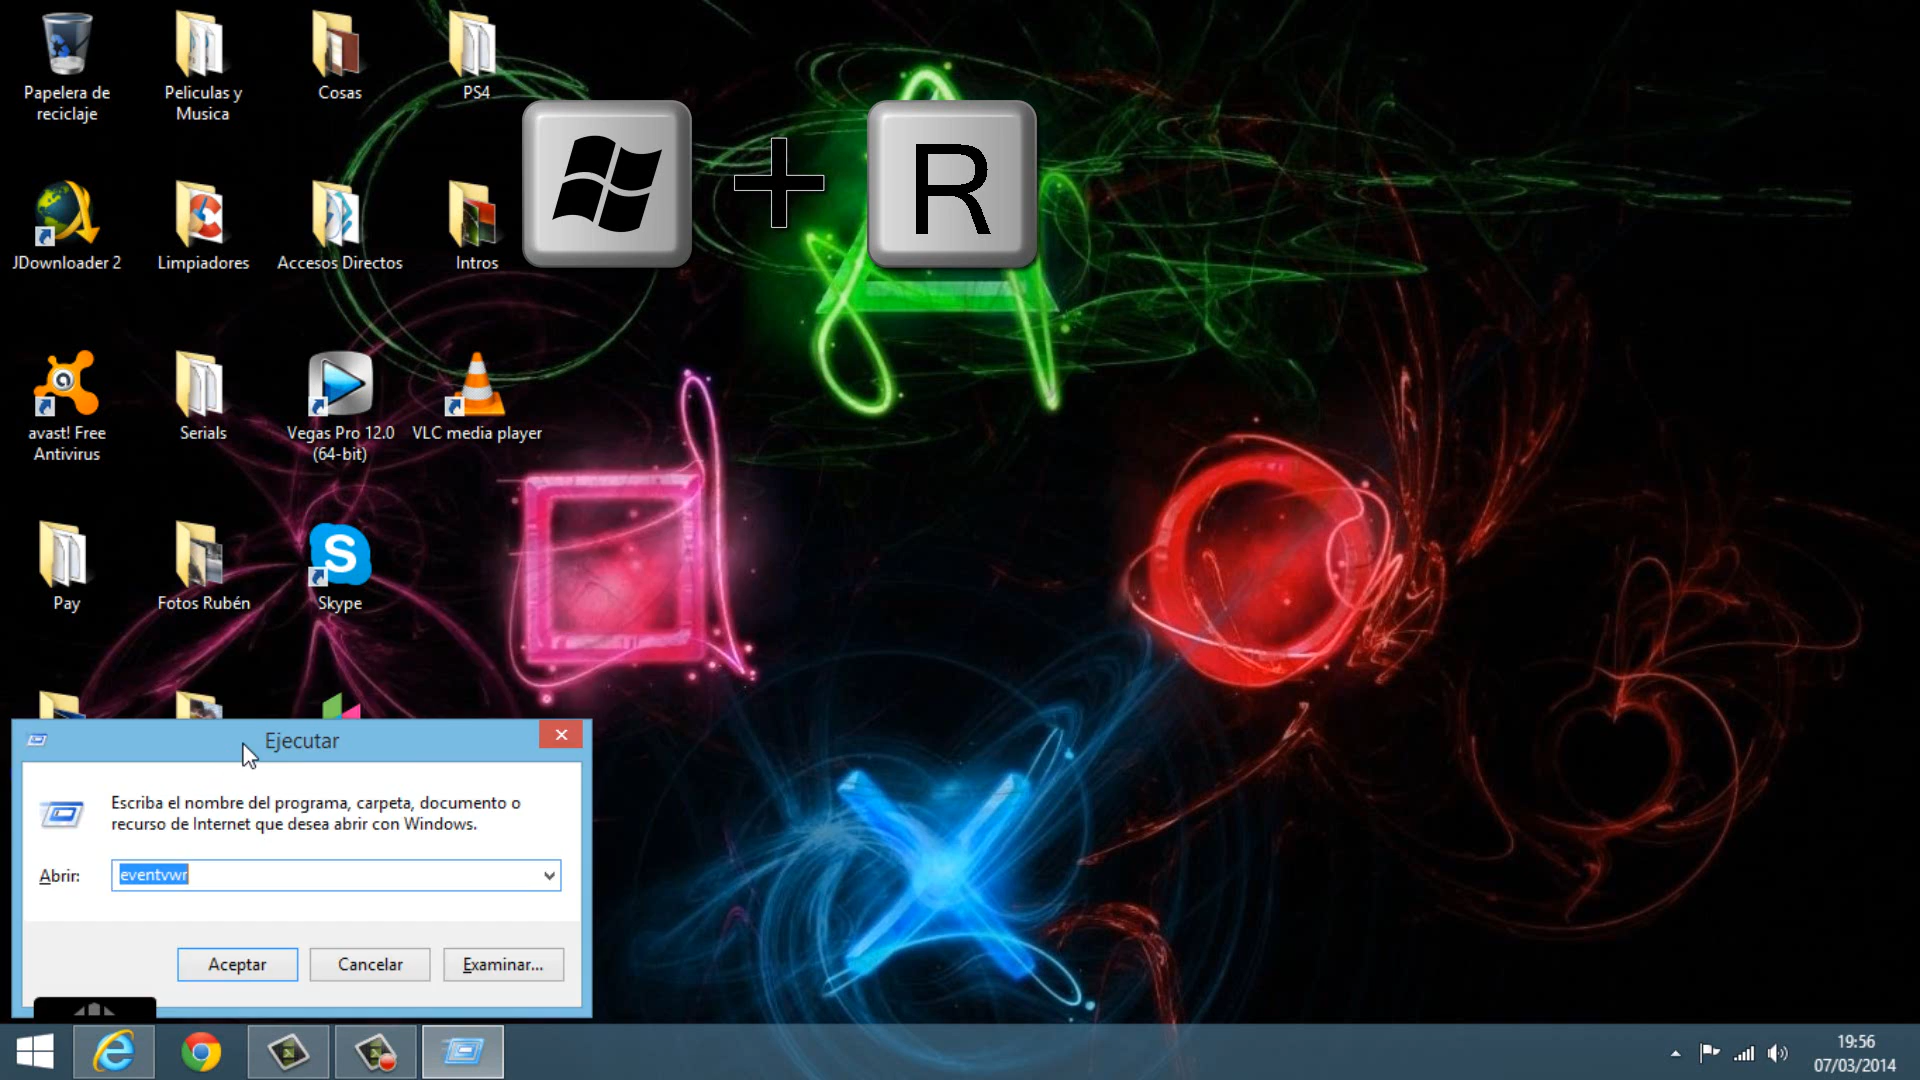 Papelera de
reciclaje
Peliculas y
Musica
Cosas
PS4
R
JDownloader 2
Limpiadores
Accesos Directos
Intros
avast! Free
Antivirus
Serials
Vegas Pro 12.0
(64-bit)
VLC media player
Pay
Fotos Rubén
Skype
Ejecutar
Escriba el nombre del programa, carpeta, documento o
recurso de Internet que desea abrir con Windows.
Abrir:
eventvwr
Aceptar
Cancelar
Examinar...
19:56
07/03/2014